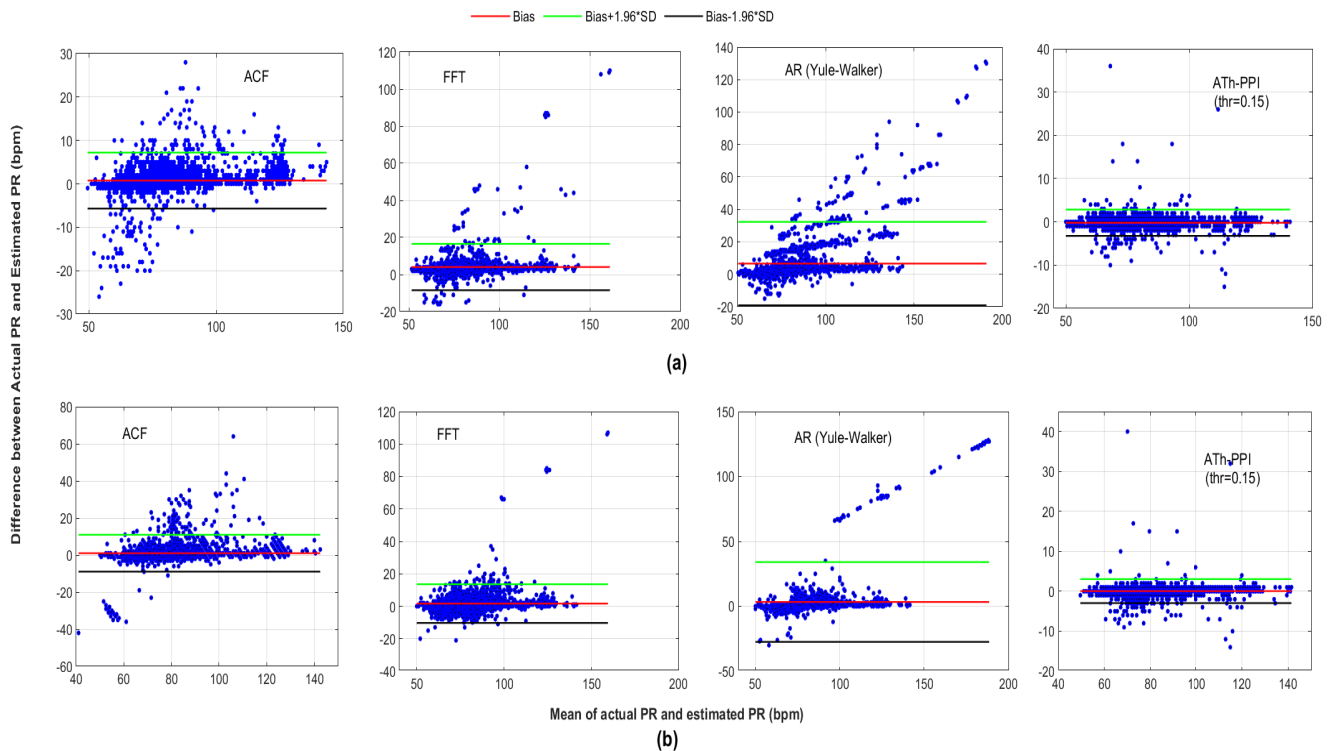 Bias Bias+1.96*SD Bias-1.96*SD
Difference between Actual PR and Estimated PR (bpm)
ACF
30
20
10
0
-10
-20
-30
50 100 150
FFT
120
100
80
60
40
20
0
-20
50 100 150 200
AR (Yule-Walker)
140
120
100
80
60
40
20
0
-20
50 100 150 200
ATh-PPI
(thr=0.15)
40
30
20
10
0
-10
-20
50 100 150
(a)
ACF
80
60
40
20
0
-20
-40
-60
40 60 80 100 120 140
FFT
120
100
80
60
40
20
0
-20
-40
50 100 150 200
AR (Yule-Walker)
150
100
50
0
-50
50 100 150 200
ATh-PPI
(thr=0.15)
40
30
20
10
0
-10
-20
40 60 80 100 120 140
Mean of actual PR and estimated PR (bpm)
(b)